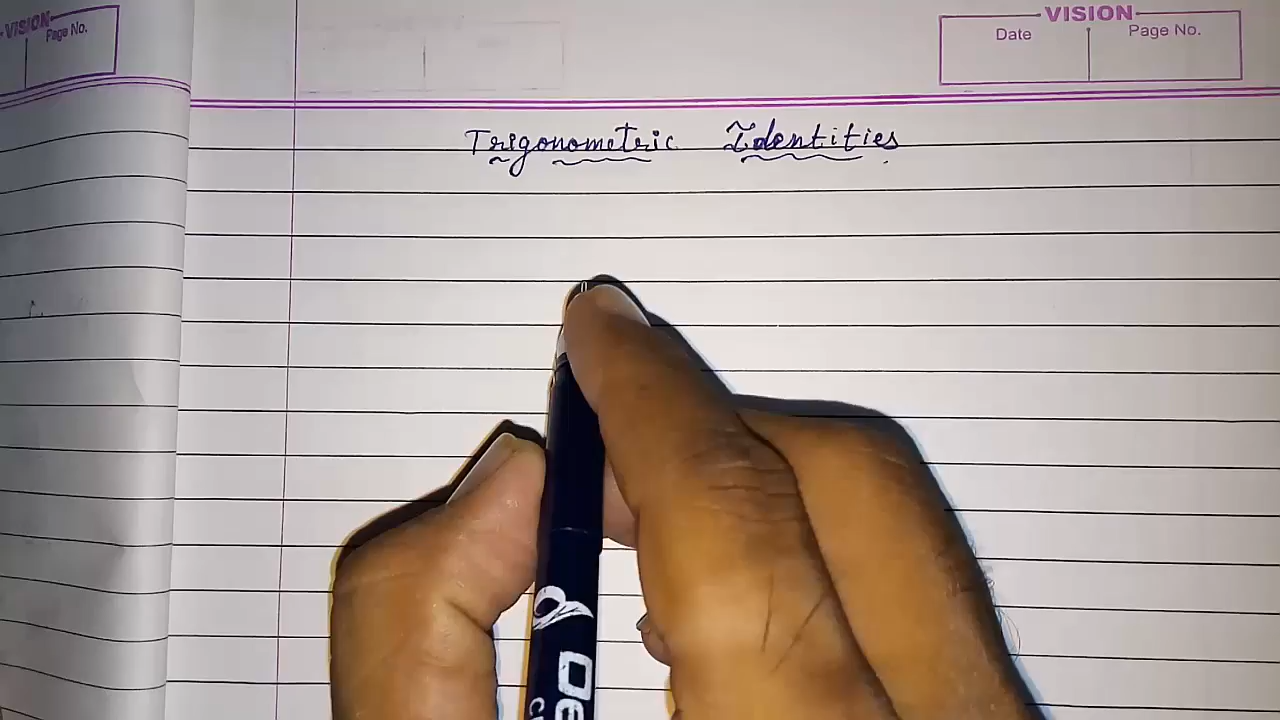 VISION
Page No.
VISION
Date
Page No.
Trigonometric Identities